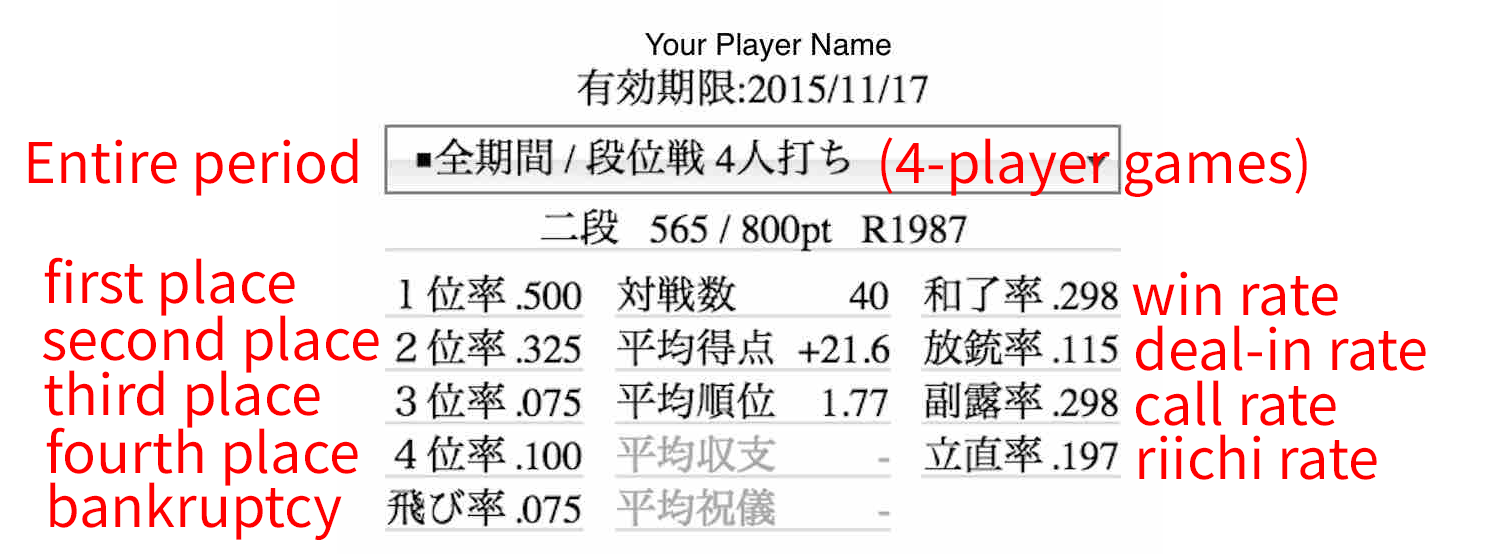 Your Player Name
有効期限:2015/11/17
Entire period ■全期間 / 段位戦 4人打ち (4-player games)
二段 565 / 800pt R1987
first place 1位率 .500 対戦数 40 和了率 .298 win rate
second place 2位率 .325 平均得点 +21.6 放銃率 .115 deal-in rate
third place 3位率 .075 平均順位 1.77 副露率 .298 call rate
fourth place 4位率 .100 平均収支 - 立直率 .197 riichi rate
bankruptcy 飛び率 .075 平均祝儀 -